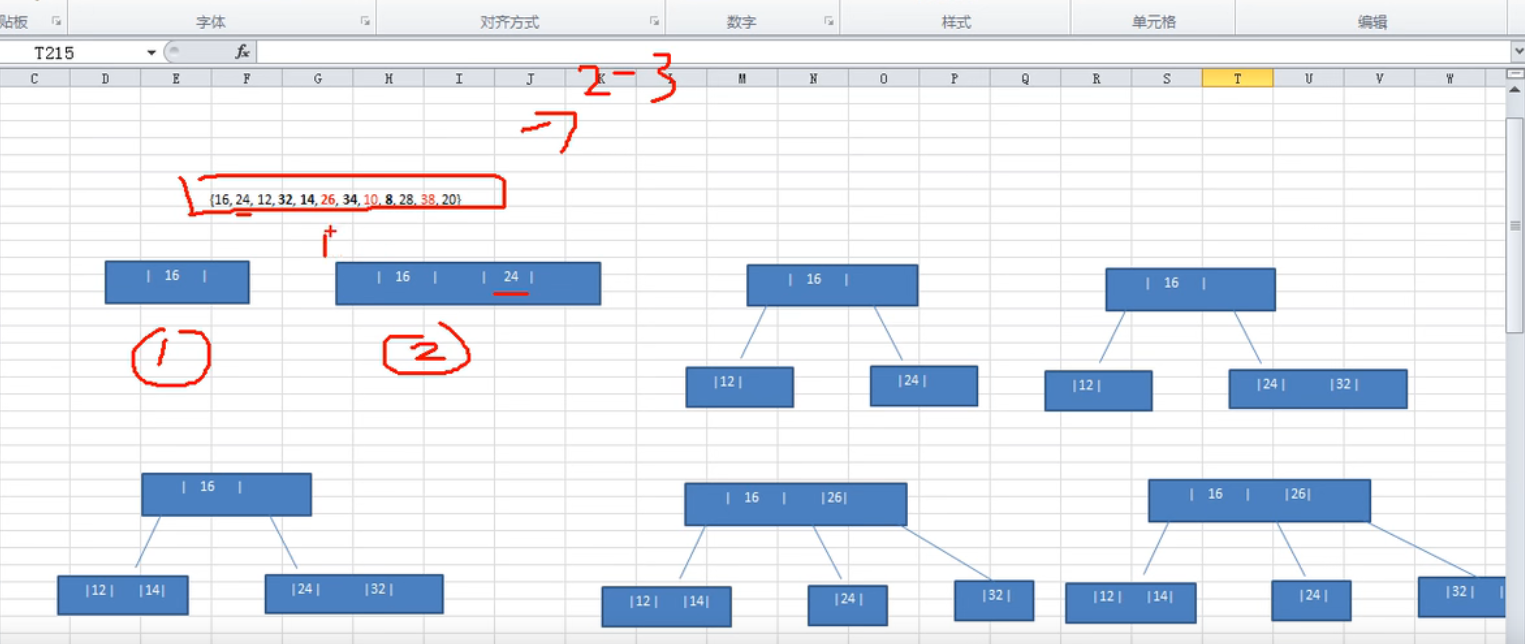 贴板 字体 对齐方式 数字 样式 单元格 编辑
T215 fx
C D E F G H I J K L M N O P Q R S T U V W
2-3
{16, 24, 12, 32, 14, 26, 34, 10, 8, 28, 38, 20}
| 16 | | 16 | | 24 | | 16 | | 16 |
1 2
|12| |24| |12| |24| |32|
| 16 | | 16 | |26| | 16 | |26|
|12| |14| |24| |32| |12| |14| |24| |32| |12| |14| |24| |32| |